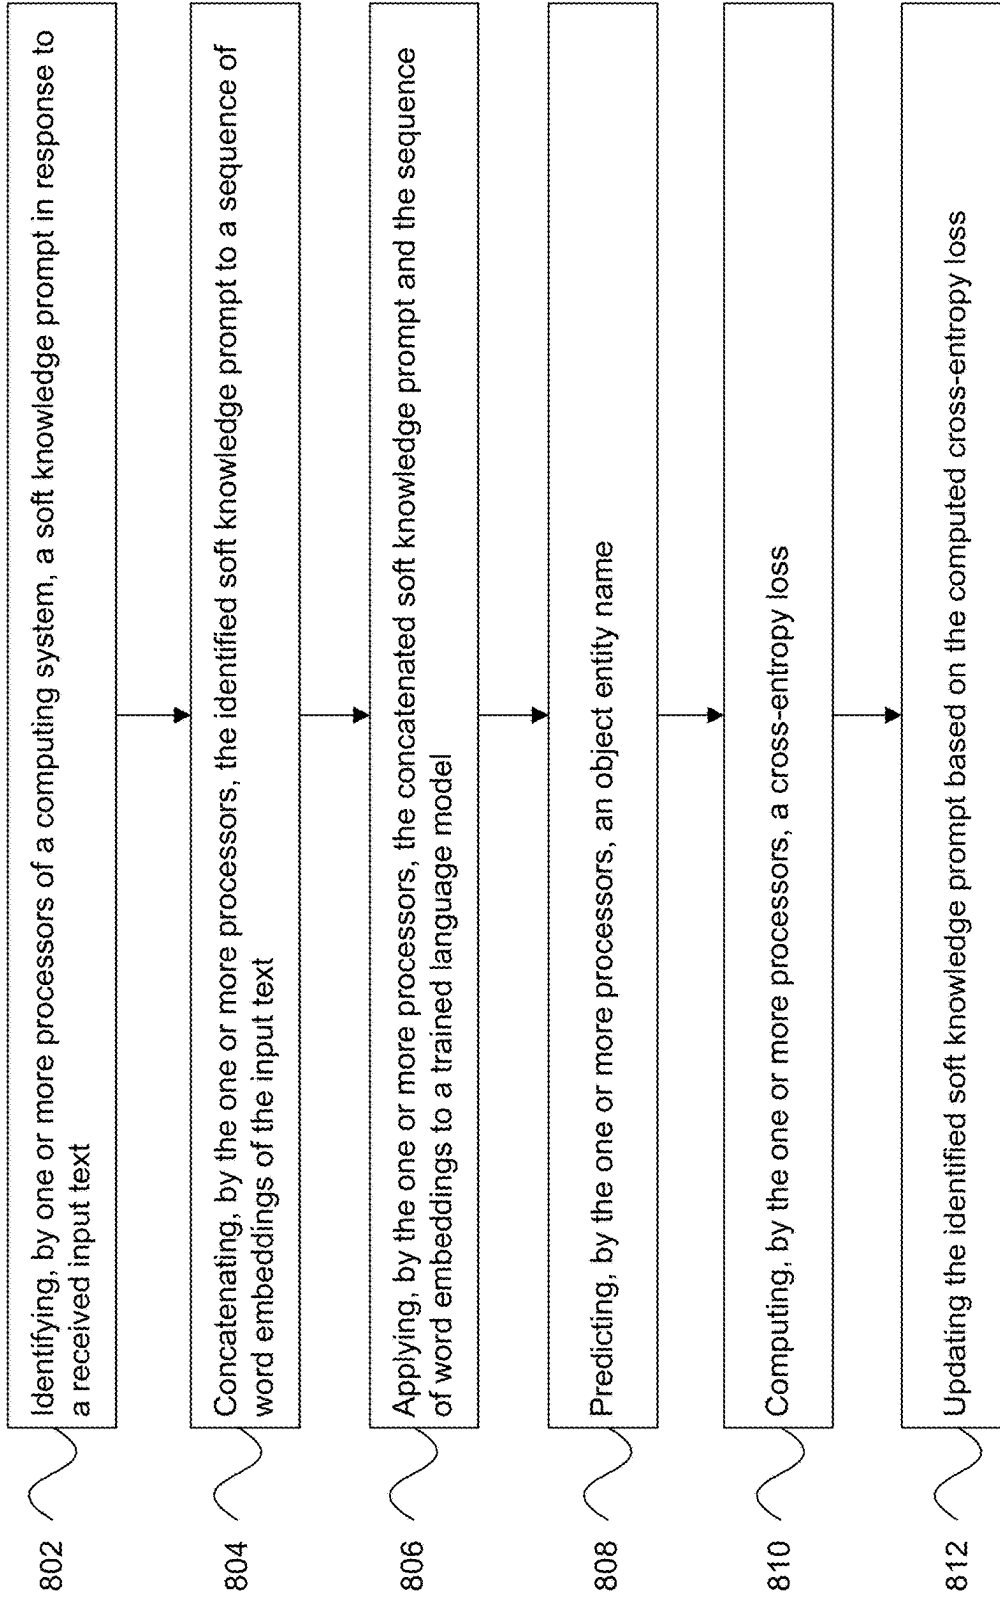 802
Identifying, by one or more processors of a computing system, a soft knowledge prompt in response to
a received input text
804
Concatenating, by the one or more processors, the identified soft knowledge prompt to a sequence of
word embeddings of the input text
806
Applying, by the one or more processors, the concatenated soft knowledge prompt and the sequence
of word embeddings to a trained language model
808
Predicting, by the one or more processors, an object entity name
810
Computing, by the one or more processors, a cross-entropy loss
812
Updating the identified soft knowledge prompt based on the computed cross-entropy loss